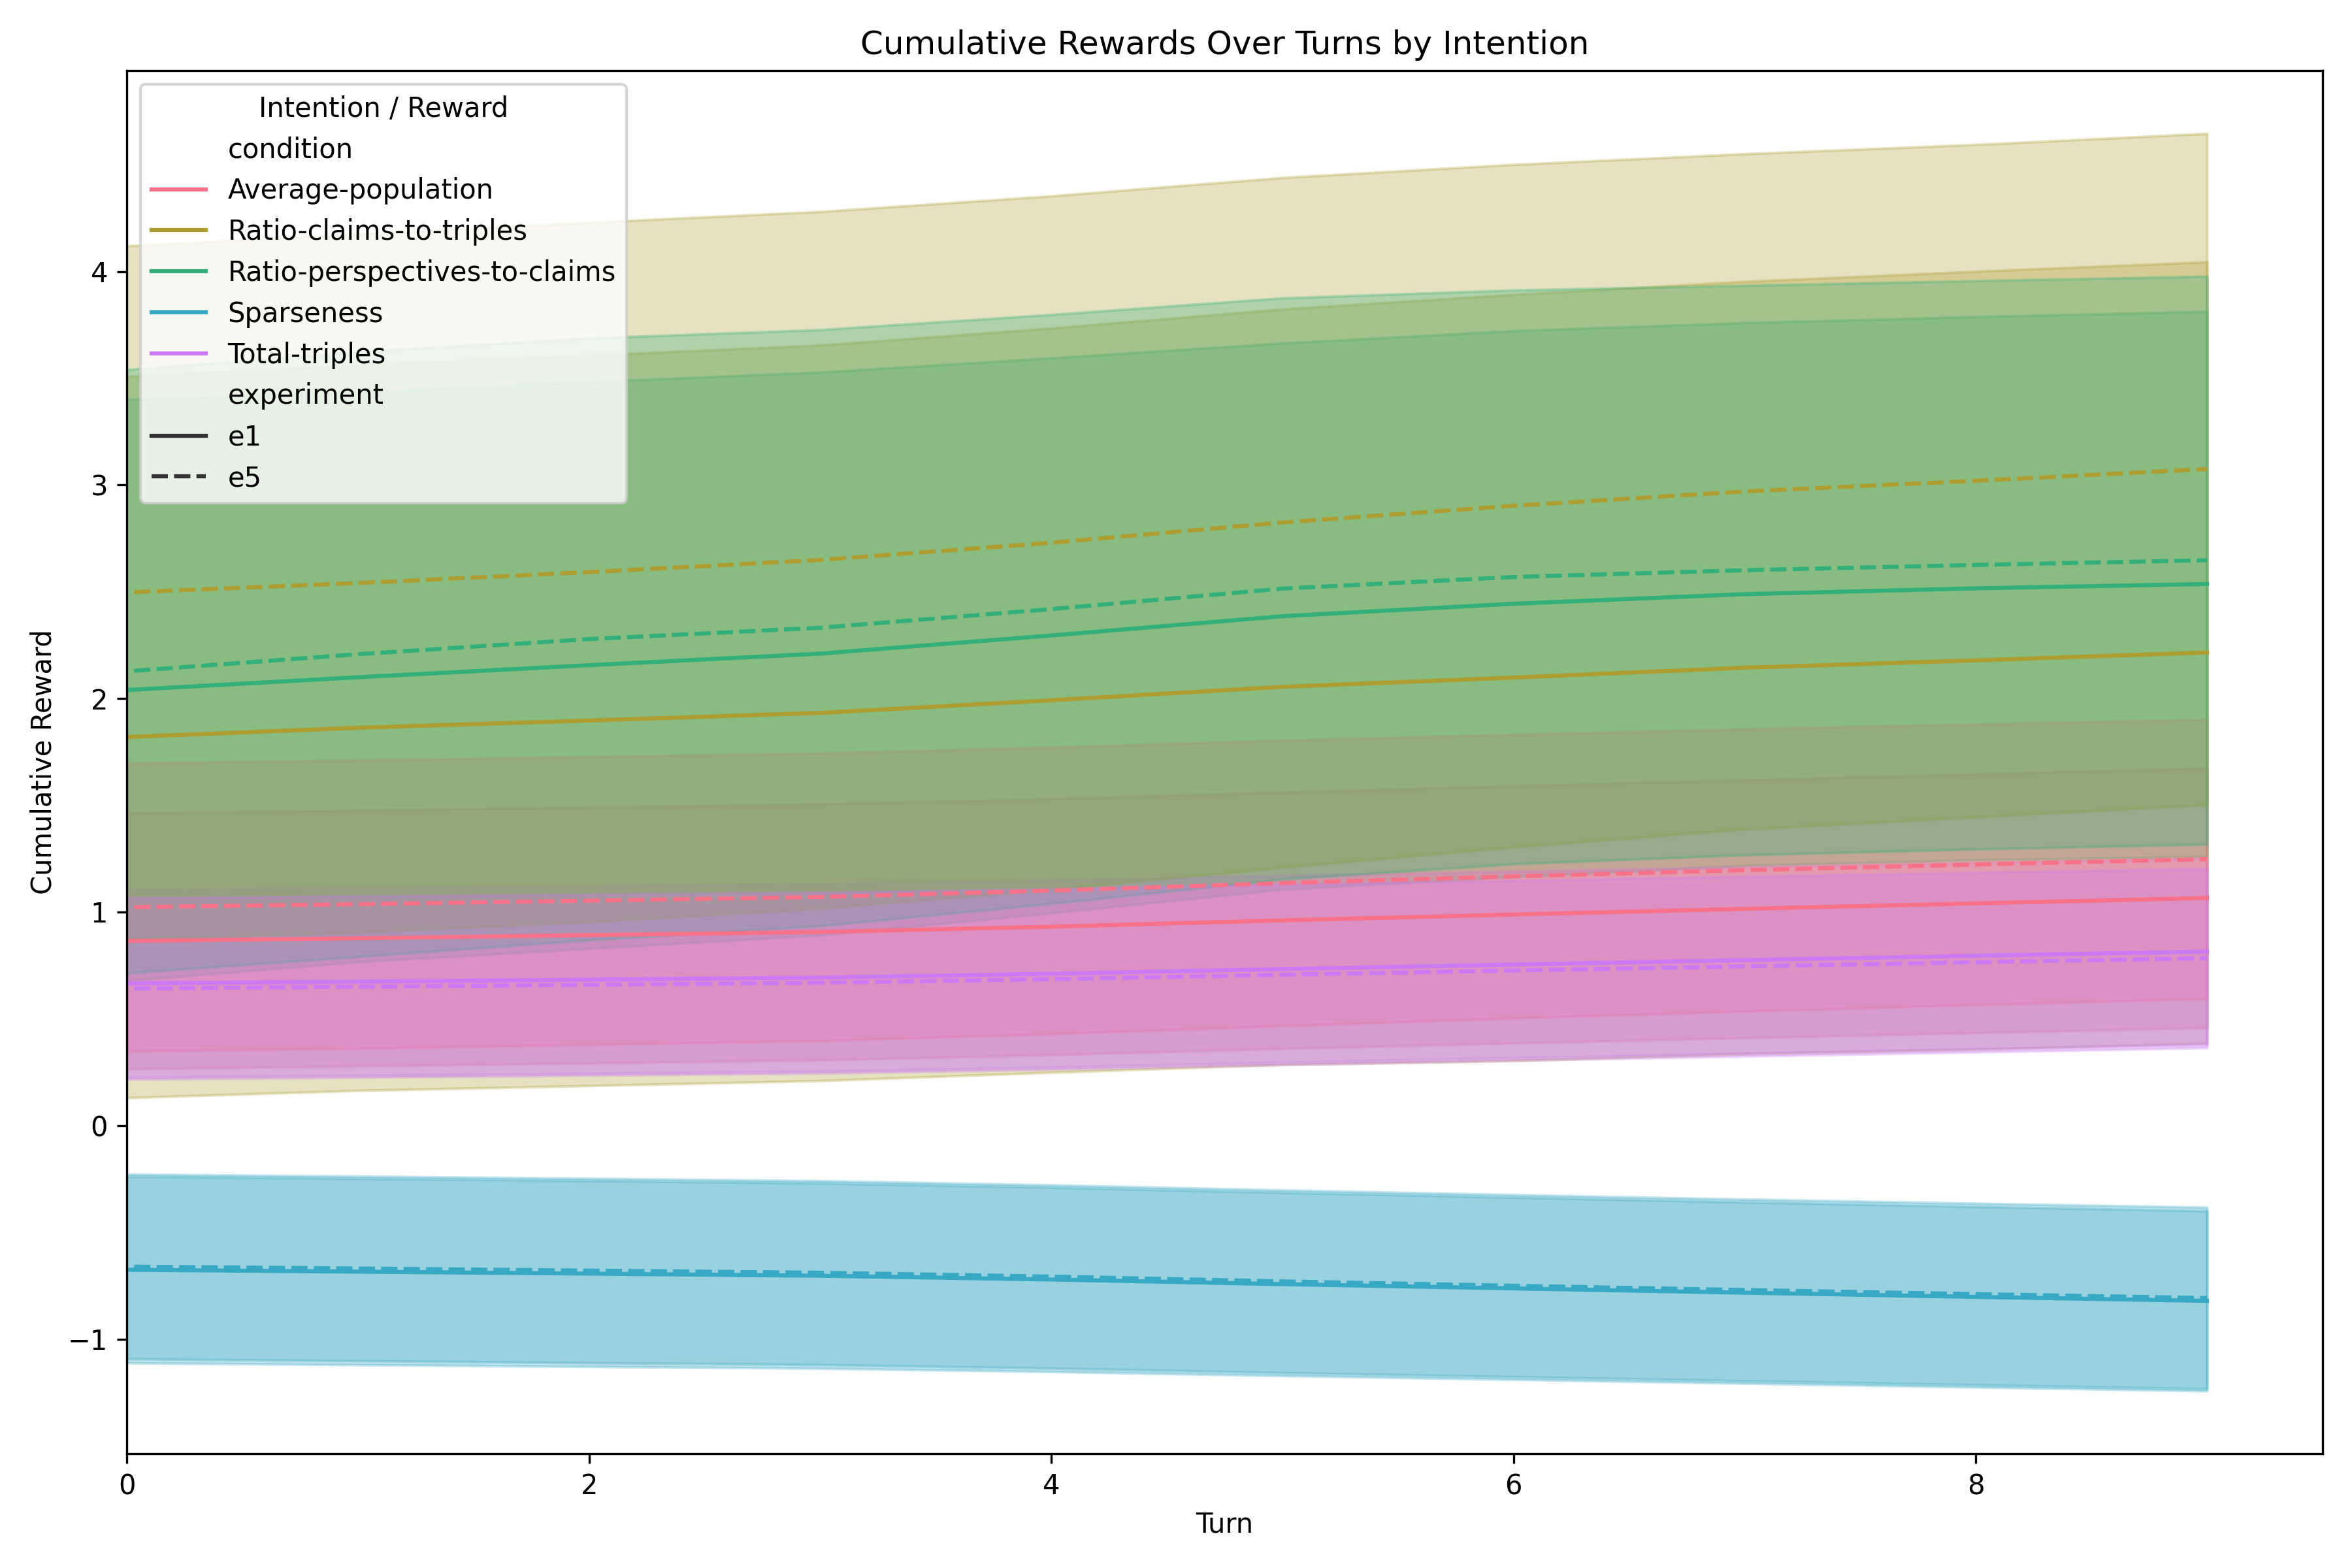 Cumulative Rewards Over Turns by Intention
Intention / Reward
condition
Average-population
Ratio-claims-to-triples
Ratio-perspectives-to-claims
Sparseness
Total-triples
experiment
e1
e5
Cumulative Reward
4
3
2
1
0
−1
0 2 4 6 8
Turn